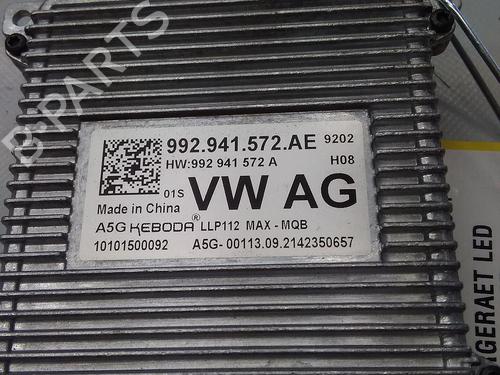 992.941.572.AE 9202
HW:992 941 572 A H08
01S VW AG
Made in China
A5G KEBODA® LLP112 MAX-MQB
10101500092 A5G-00113.09.2142350657
B-PARTS
GERAET LED